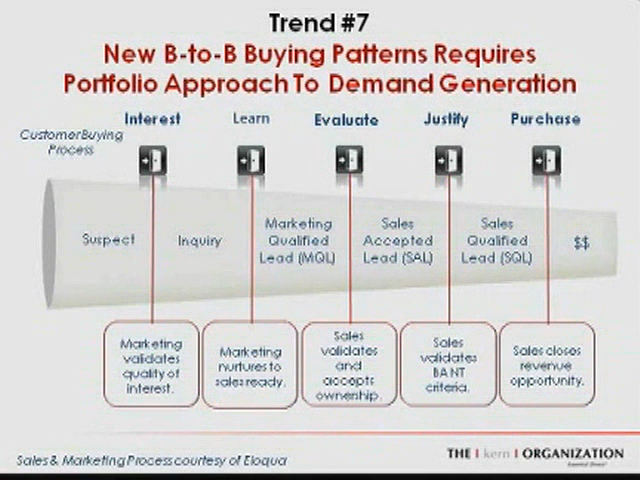 Trend #7
New B-to-B Buying Patterns Requires
Portfolio Approach To Demand Generation
Customer Buying
Process
Interest
Learn
Evaluate
Justify
Purchase
Suspect
Inquiry
Marketing
Qualified
Lead (MQL)
Sales
Accepted
Lead (SAL)
Sales
Qualified
Lead (SQL)
$$
Marketing
validates
quality of
interest.
Marketing
nurtures to
sales ready.
Sales
validates
and
accepts
ownership.
Sales
validates
BANT
criteria.
Sales closes
revenue
opportunity.
Sales & Marketing Process courtesy of Eloqua
THE | kern | ORGANIZATION